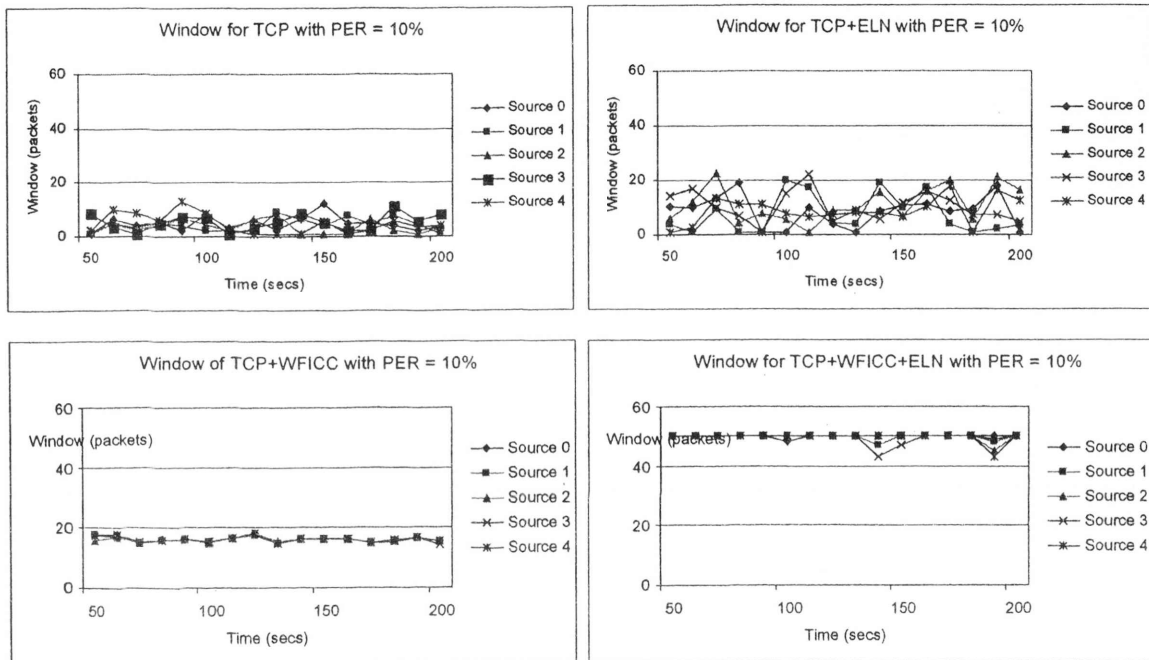 Window for TCP with PER = 10%
Window (packets)
60
40
20
0
50
100
150
200
Time (secs)
Source 0
Source 1
Source 2
Source 3
Source 4
Window for TCP+ELN with PER = 10%
Window (packets)
60
40
20
0
50
100
150
200
Time (secs)
Source 0
Source 1
Source 2
Source 3
Source 4
Window of TCP+WFICC with PER = 10%
Window (packets)
60
40
20
0
50
100
150
200
Time (secs)
Source 0
Source 1
Source 2
Source 3
Source 4
Window for TCP+WFICC+ELN with PER = 10%
Window (packets)
60
40
20
0
50
100
150
200
Time (secs)
Source 0
Source 1
Source 2
Source 3
Source 4